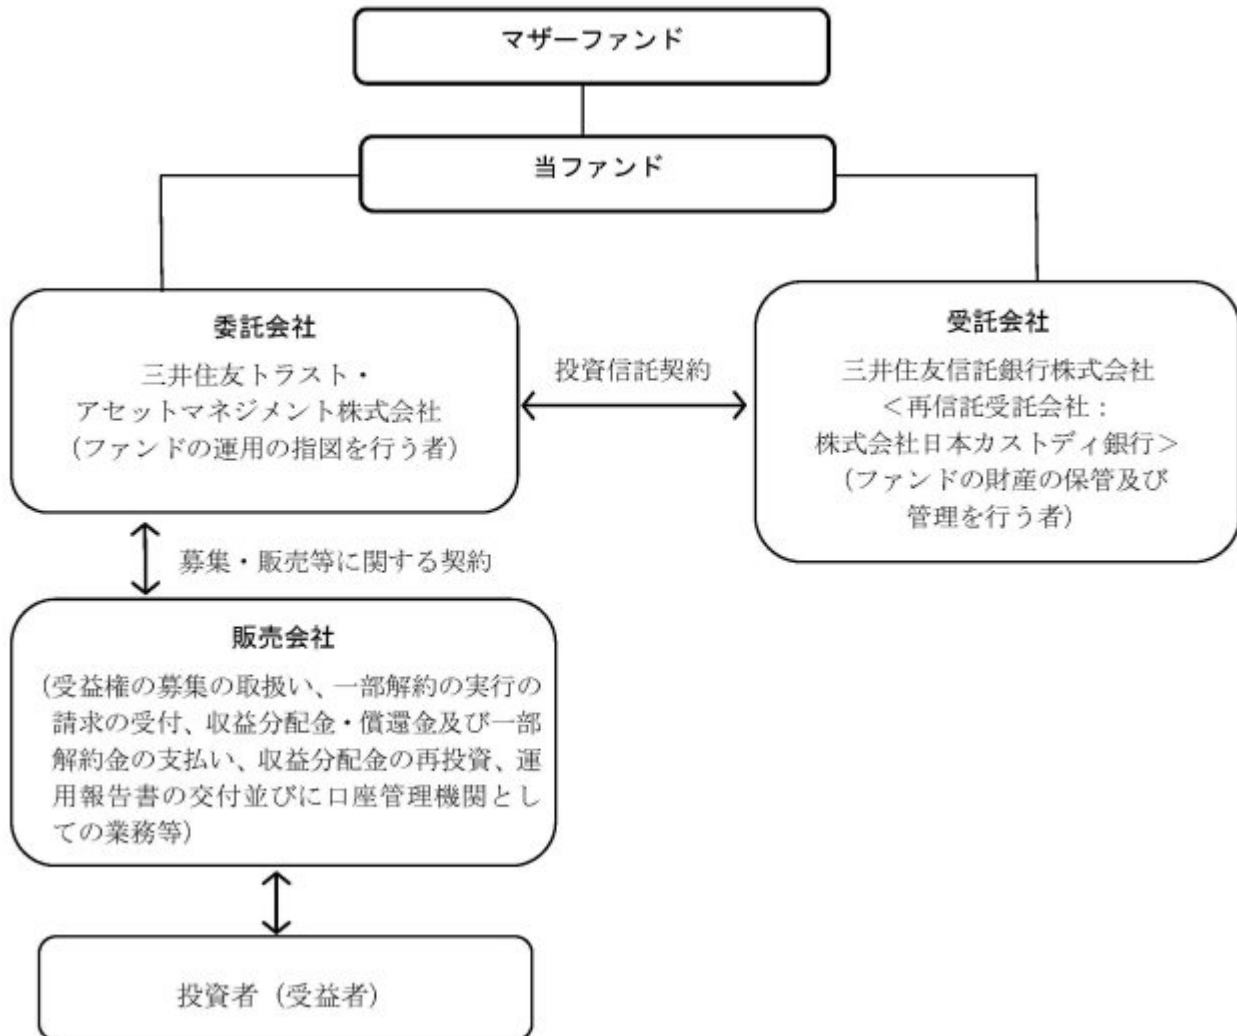 マザーファンド
当ファンド
委託会社
三井住友トラスト・
アセットマネジメント株式会社
（ファンドの運用の指図を行う者）
投資信託契約
受託会社
三井住友信託銀行株式会社
＜再信託受託会社：
株式会社日本カストディ銀行＞
（ファンドの財産の保管及び
管理を行う者）
募集・販売等に関する契約
販売会社
（受益権の募集の取扱い、一部解約の実行の
請求の受付、収益分配金・償還金及び一部
解約金の支払い、収益分配金の再投資、運
用報告書の交付並びに口座管理機関とし
ての業務等）
投資者（受益者）